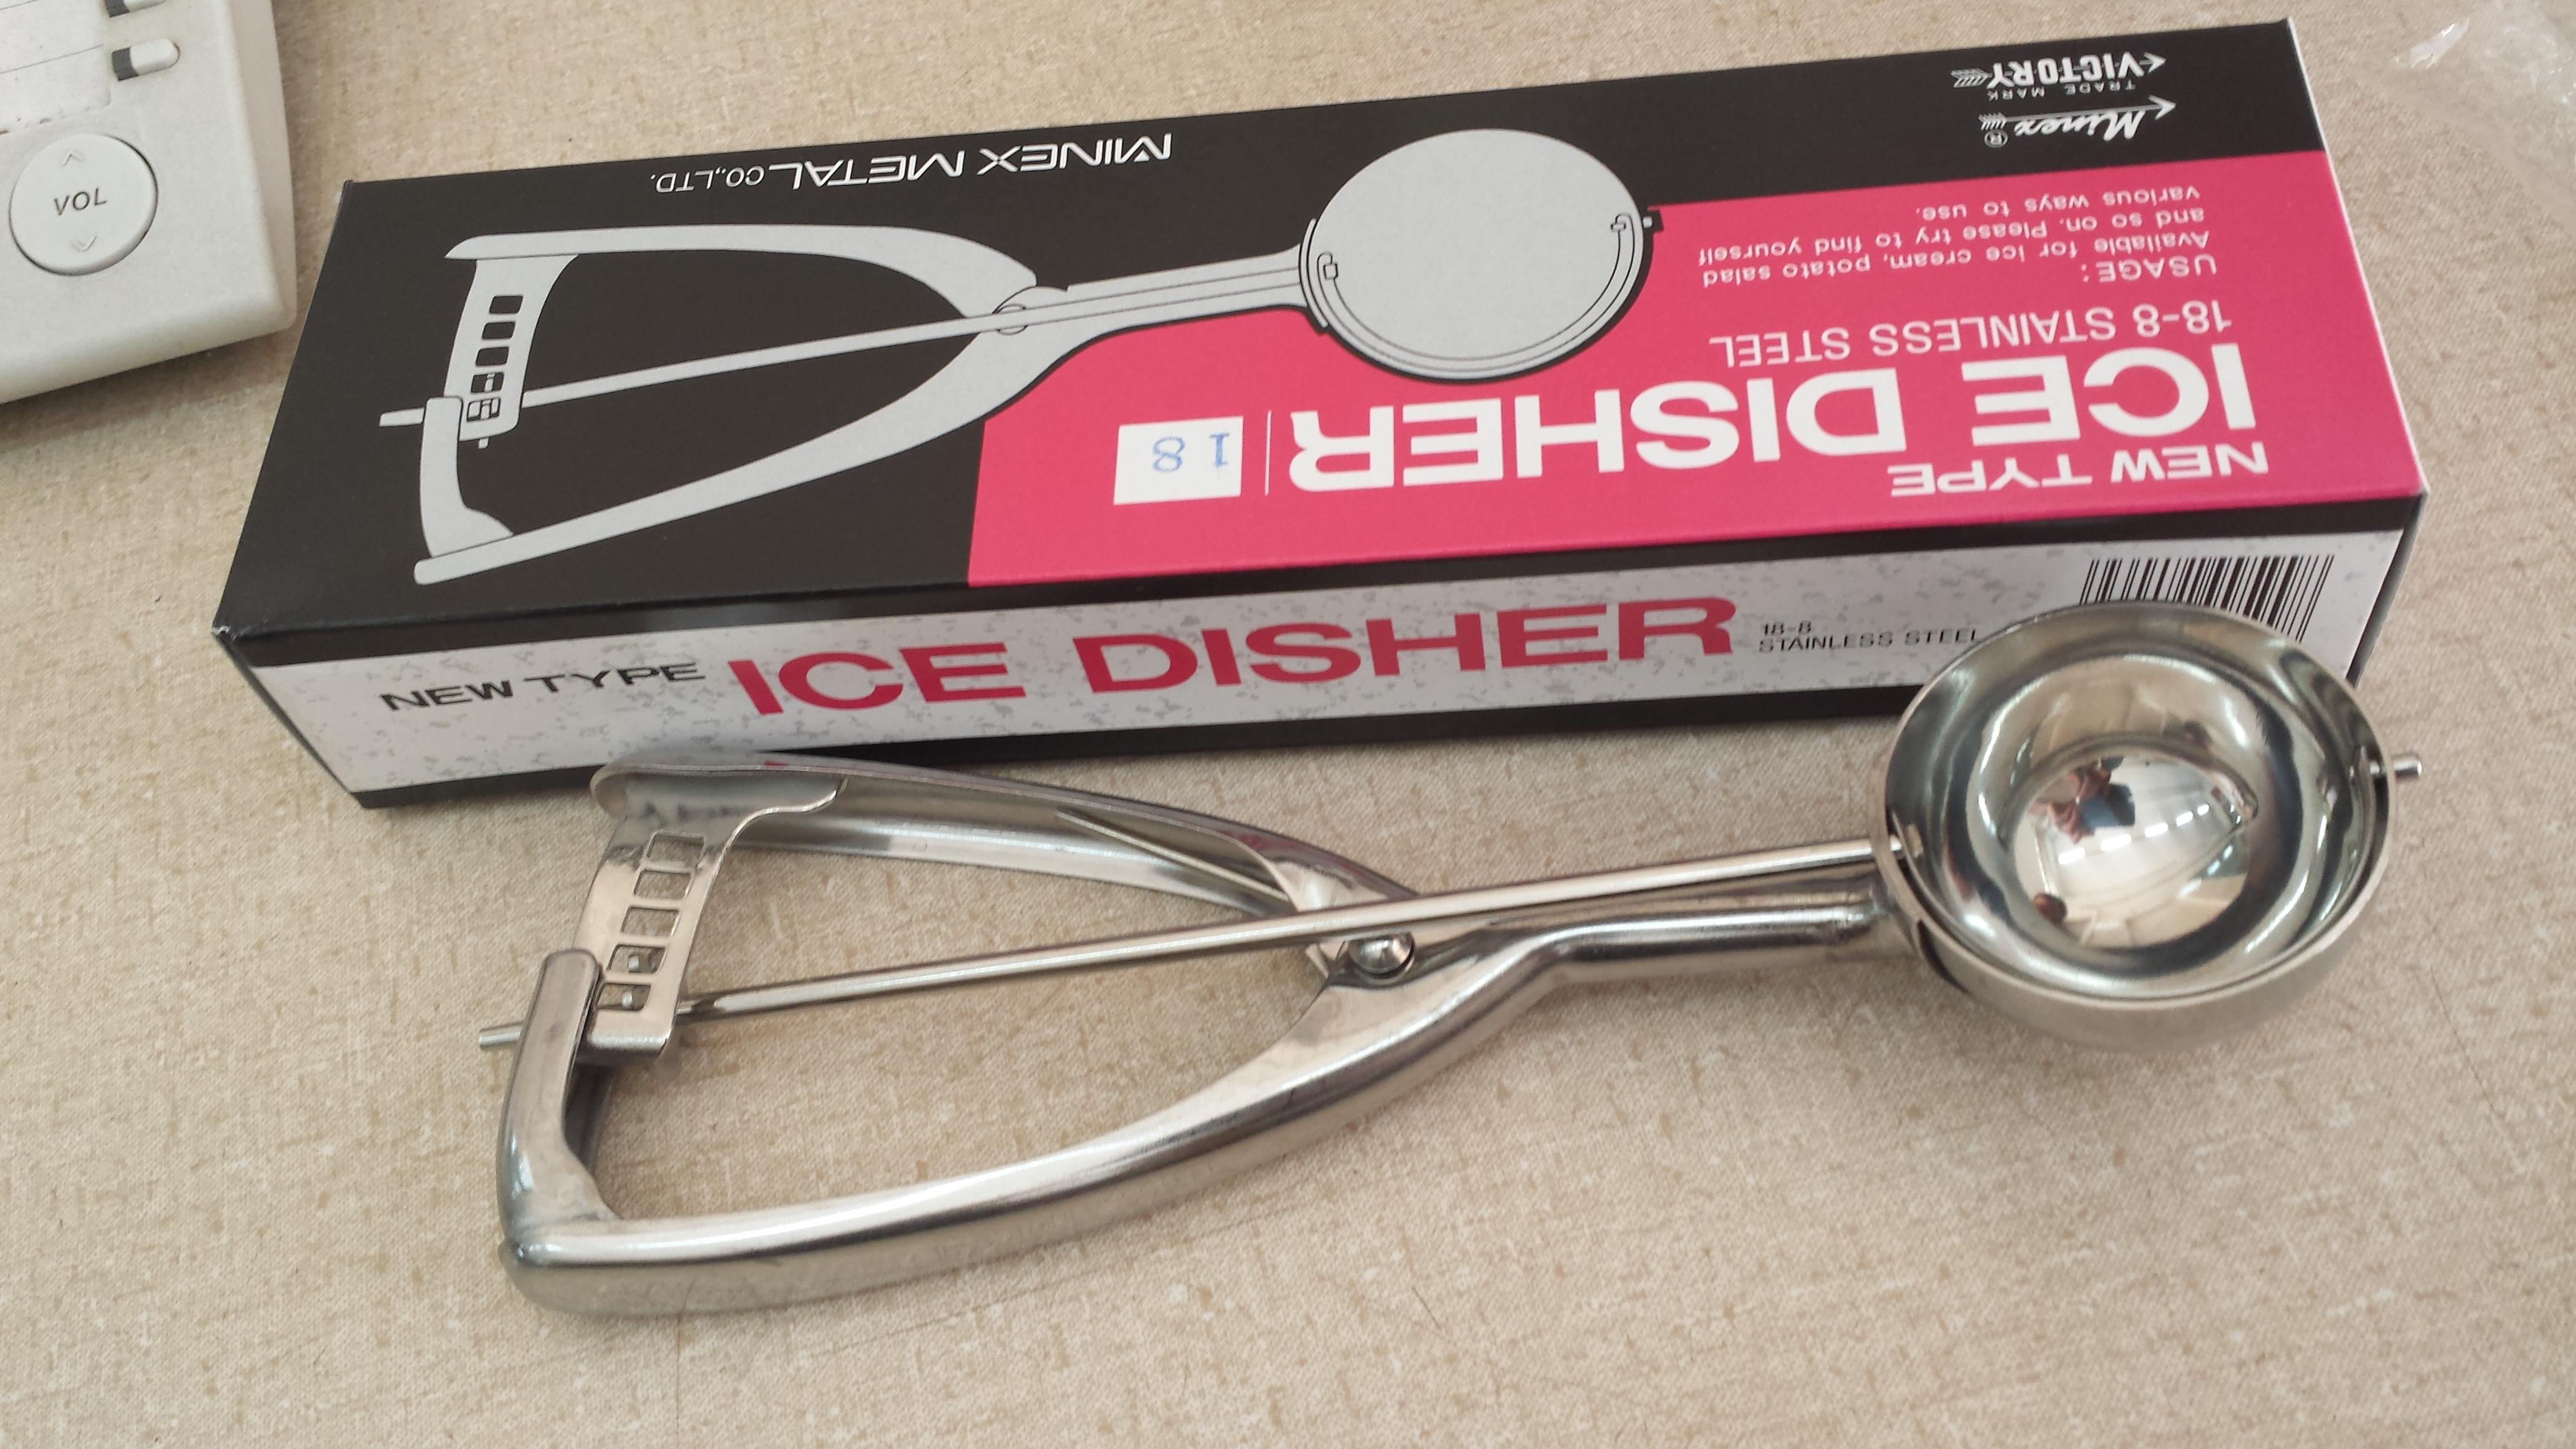 VOL
Minex®
TRADE MARK
VICTORY
NEW TYPE
ICE DISHER
18
18-8 STAINLESS STEEL
USAGE:
Available for ice cream, potato salad
and so on. Please try to find yourself
various ways to use.
MINEX METAL CO.,LTD.
NEW TYPE ICE DISHER 18-8
STAINLESS STEEL